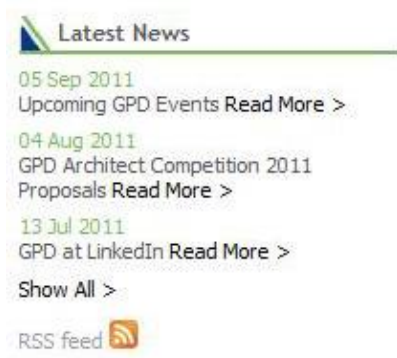 Latest News
05 Sep 2011
Upcoming GPD Events Read More >
04 Aug 2011
GPD Architect Competition 2011
Proposals Read More >
13 Jul 2011
GPD at LinkedIn Read More >
Show All >
RSS feed